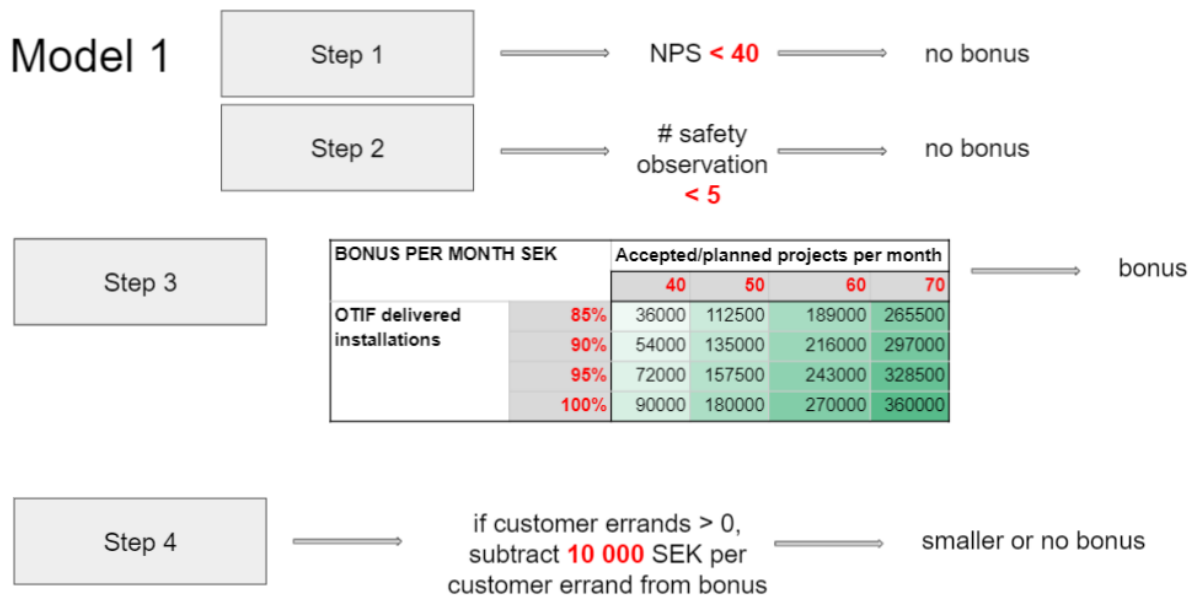 Model 1
Step 1
NPS < 40
no bonus
Step 2
# safety
observation
< 5
no bonus
Step 3
BONUS PER MONTH SEK
Accepted/planned projects per month
40 50 60 70
OTIF delivered 85% 36000 112500 189000 265500
installations 90% 54000 135000 216000 297000
95% 72000 157500 243000 328500
100% 90000 180000 270000 360000
bonus
Step 4
if customer errands > 0,
subtract 10 000 SEK per
customer errand from bonus
smaller or no bonus